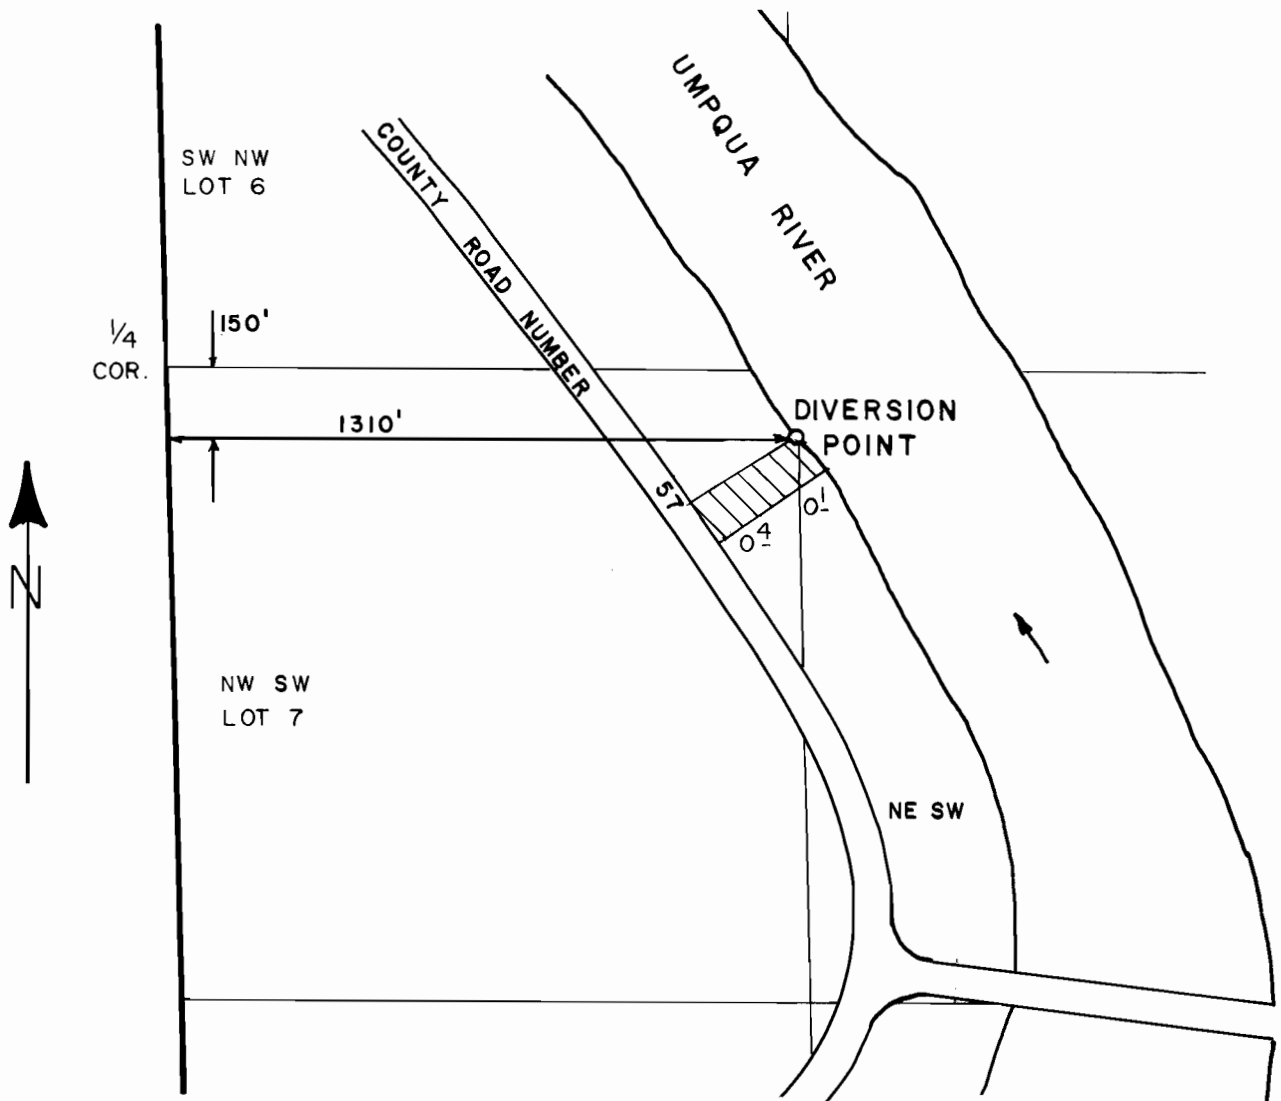 UMPQUA RIVER
COUNTY ROAD NUMBER 57
SW NW
LOT 6
1/4
COR.
150'
1310'
DIVERSION
POINT
0 1
0 4
N
NW SW
LOT 7
NE SW